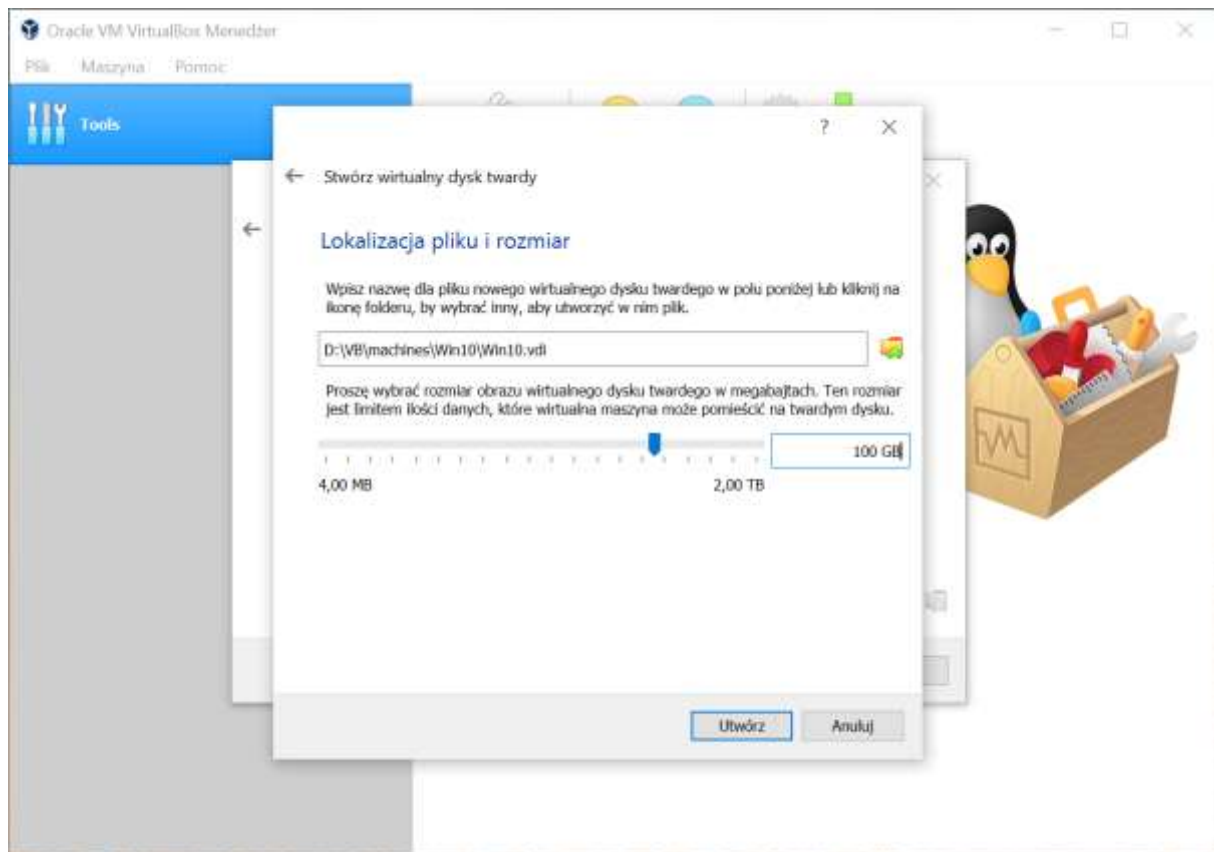 Oracle VM VirtualBox Menedżer
Plik Maszyna Pomoc
Tools
?
Stwórz wirtualny dysk twardy
Lokalizacja pliku i rozmiar
Wpisz nazwę dla pliku nowego wirtualnego dysku twardego w polu poniżej lub kliknij na
ikonę folderu, by wybrać inny, aby utworzyć w nim plik.
D:\VB\machines\Win10\Win10.vdi
Proszę wybrać rozmiar obrazu wirtualnego dysku twardego w megabajtach. Ten rozmiar
jest limitem ilości danych, które wirtualna maszyna może pomieścić na twardym dysku.
100 GB
4,00 MB 2,00 TB
Utwórz Anuluj